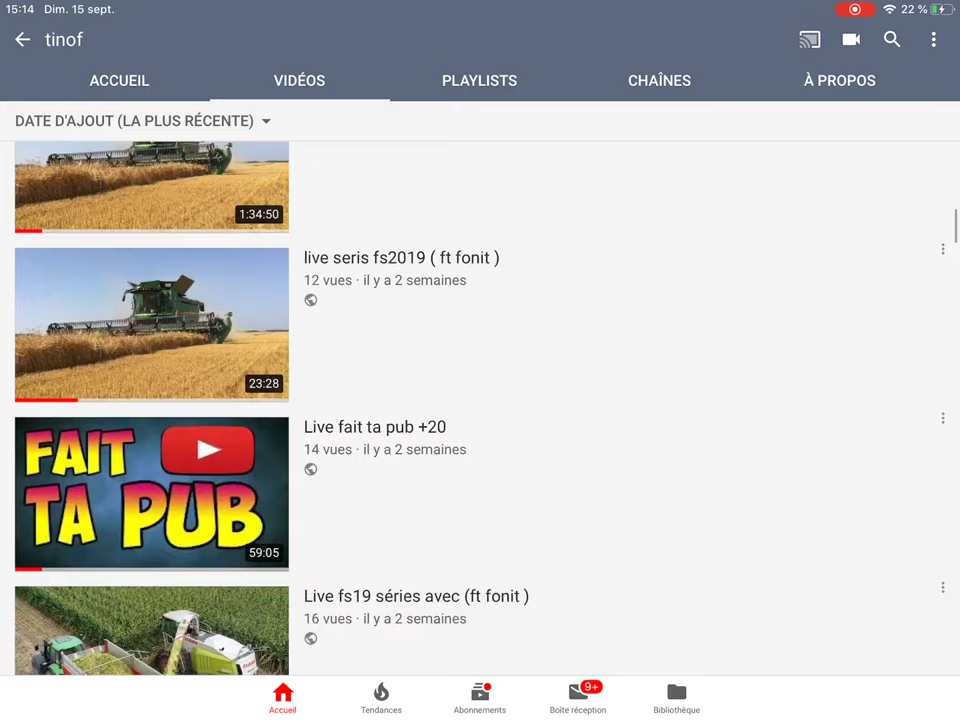 15:14 Dim. 15 sept.
22 %
tinof
ACCUEIL
VIDÉOS
PLAYLISTS
CHAÎNES
À PROPOS
DATE D'AJOUT (LA PLUS RÉCENTE)
1:34:50
live seris fs2019 ( ft fonit )
12 vues · il y a 2 semaines
23:28
Live fait ta pub +20
14 vues · il y a 2 semaines
FAIT
TA PUB
59:05
Live fs19 séries avec (ft fonit )
16 vues · il y a 2 semaines
9+
Accueil
Tendances
Abonnements
Boîte réception
Bibliothèque